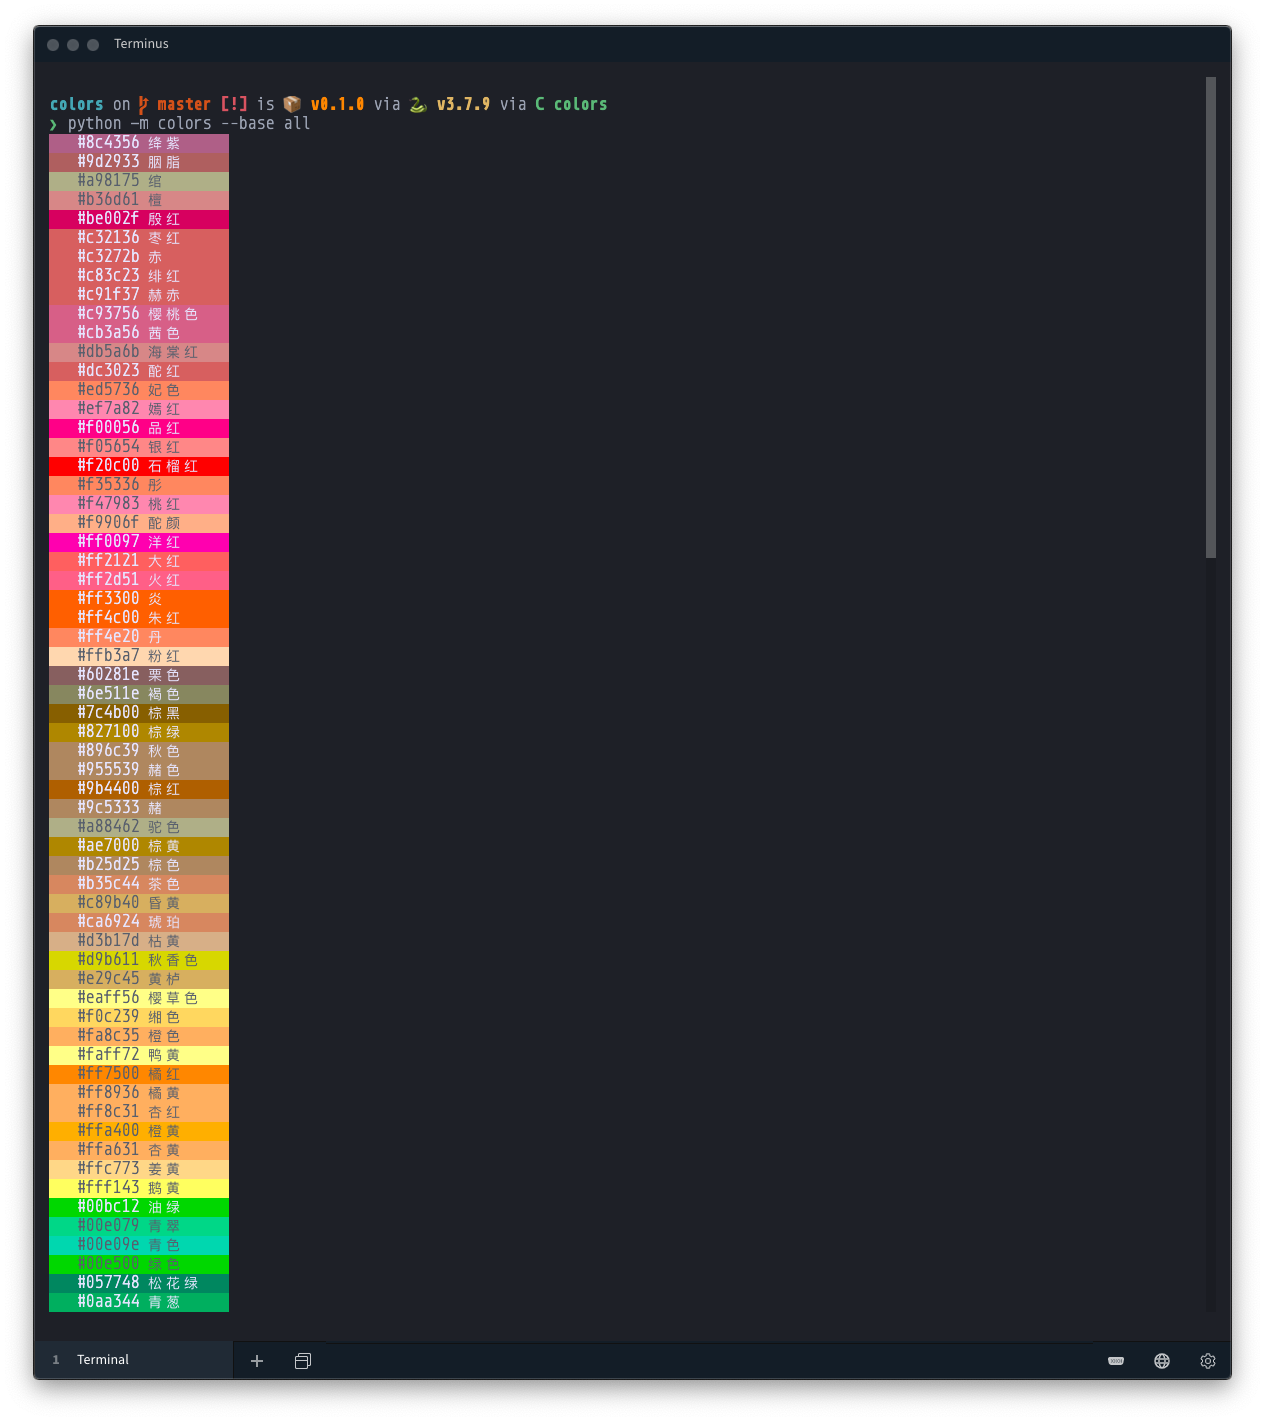 Terminus
colors on master [!] is 📦 v0.1.0 via 🐍 v3.7.9 via C colors
❯ python -m colors --base all
#8c4356 绛紫
#9d2933 胭脂
#a98175 绾
#b36d61 檀
#be002f 殷红
#c32136 枣红
#c3272b 赤
#c83c23 绯红
#c91f37 赫赤
#c93756 樱桃色
#cb3a56 茜色
#db5a6b 海棠红
#dc3023 酡红
#ed5736 妃色
#ef7a82 嫣红
#f00056 品红
#f05654 银红
#f20c00 石榴红
#f35336 彤
#f47983 桃红
#f9906f 酡颜
#ff0097 洋红
#ff2121 大红
#ff2d51 火红
#ff3300 炎
#ff4c00 朱红
#ff4e20 丹
#ffb3a7 粉红
#60281e 栗色
#6e511e 褐色
#7c4b00 棕黑
#827100 棕绿
#896c39 秋色
#955539 赭色
#9b4400 棕红
#9c5333 赭
#a88462 驼色
#ae7000 棕黄
#b25d25 棕色
#b35c44 茶色
#c89b40 昏黄
#ca6924 琥珀
#d3b17d 枯黄
#d9b611 秋香色
#e29c45 黄栌
#eaff56 樱草色
#f0c239 缃色
#fa8c35 橙色
#faff72 鸭黄
#ff7500 橘红
#ff8936 橘黄
#ff8c31 杏红
#ffa400 橙黄
#ffa631 杏黄
#ffc773 姜黄
#fff143 鹅黄
#00bc12 油绿
#00e079 青翠
#00e09e 青色
#00e500 绿色
#057748 松花绿
#0aa344 青葱
1 Terminal